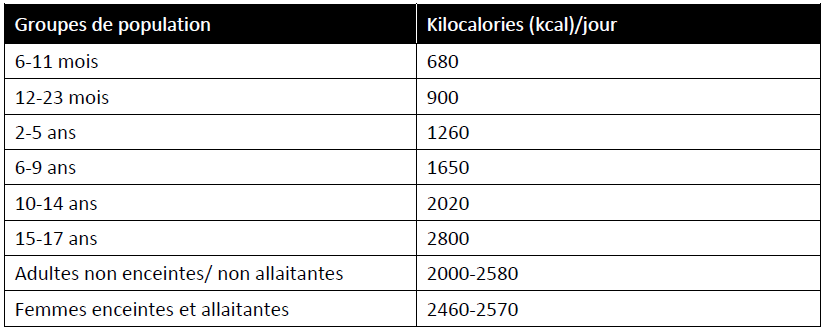 Groupes de population Kilocalories (kcal)/jour
6-11 mois 680
12-23 mois 900
2-5 ans 1260
6-9 ans 1650
10-14 ans 2020
15-17 ans 2800
Adultes non enceintes/ non allaitantes 2000-2580
Femmes enceintes et allaitantes 2460-2570